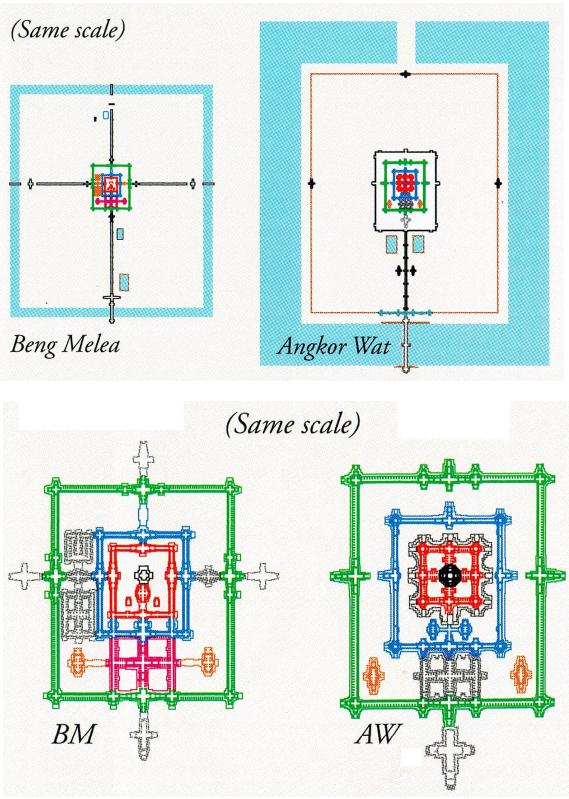 (Same scale)
Beng Melea
Angkor Wat
(Same scale)
BM
AW